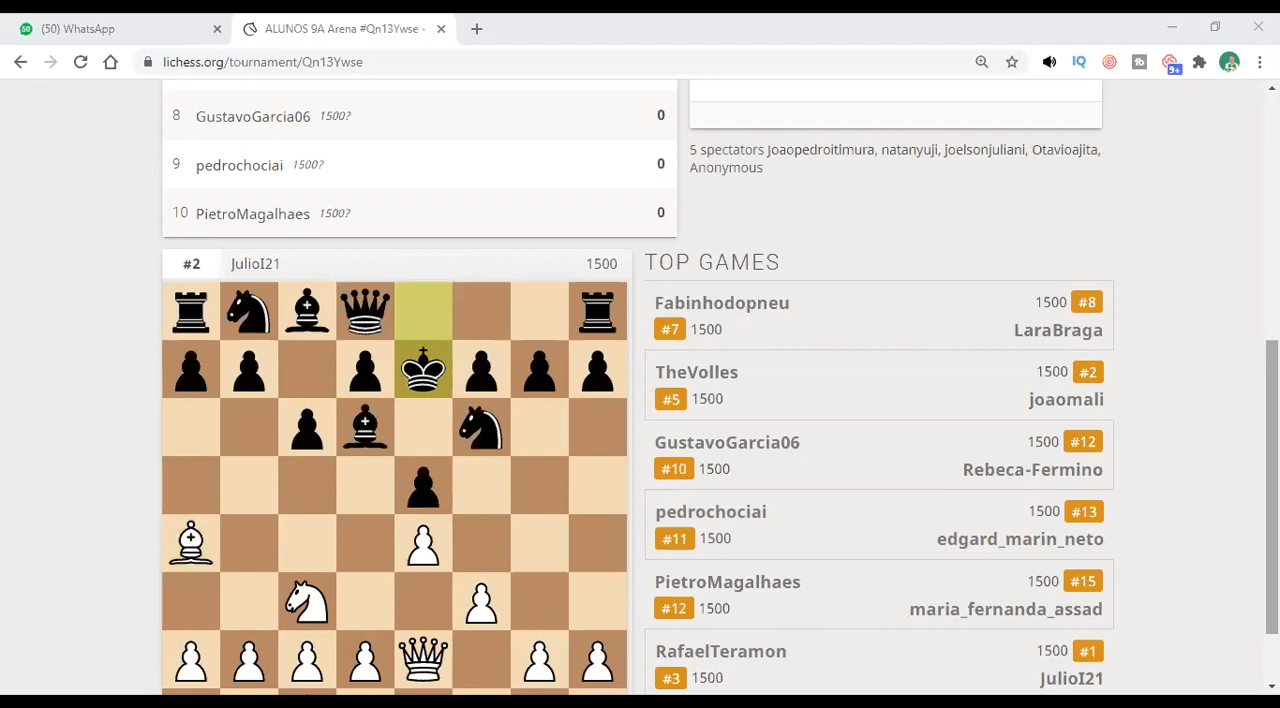 (50) WhatsApp
ALUNOS 9A Arena #Qn13Ywse
lichess.org/tournament/Qn13Ywse
IQ
tb
9+
8 GustavoGarcia06 1500? 0
9 pedrochociai 1500? 0
10 PietroMagalhaes 1500? 0
5 spectators Joaopedroitimura, natanyuji, joelsonjuliani, Otavioajita,
Anonymous
#2 JulioI21 1500
TOP GAMES
Fabinhodopneu 1500 #8
#7 1500 LaraBraga
TheVolles 1500 #2
#5 1500 joaomali
GustavoGarcia06 1500 #12
#10 1500 Rebeca-Fermino
pedrochociai 1500 #13
#11 1500 edgard_marin_neto
PietroMagalhaes 1500 #15
#12 1500 maria_fernanda_assad
RafaelTeramon 1500 #1
#3 1500 JulioI21